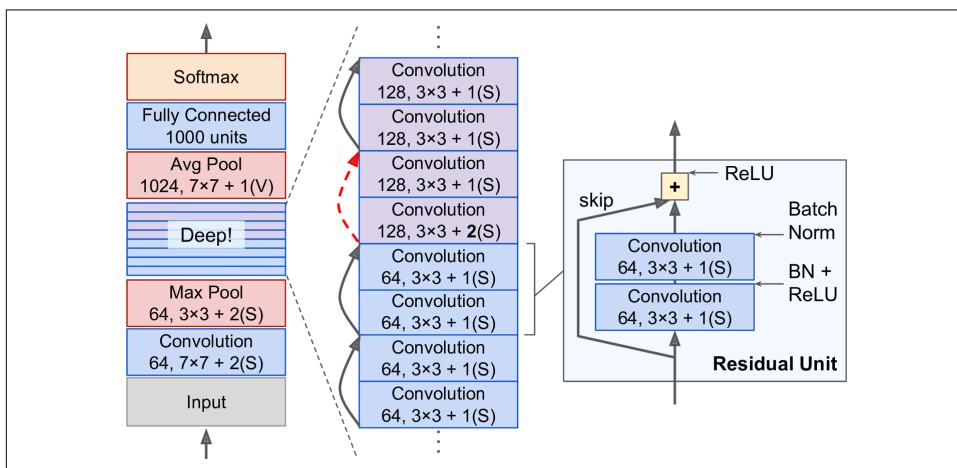 Softmax
Fully Connected
1000 units
Avg Pool
1024, 7×7 + 1(V)
Deep!
Max Pool
64, 3×3 + 2(S)
Convolution
64, 7×7 + 2(S)
Input
Convolution
128, 3×3 + 1(S)
Convolution
128, 3×3 + 1(S)
Convolution
128, 3×3 + 1(S)
Convolution
128, 3×3 + 2(S)
Convolution
64, 3×3 + 1(S)
Convolution
64, 3×3 + 1(S)
Convolution
64, 3×3 + 1(S)
Convolution
64, 3×3 + 1(S)
+
ReLU
skip
Batch
Norm
Convolution
64, 3×3 + 1(S)
BN +
ReLU
Convolution
64, 3×3 + 1(S)
Residual Unit